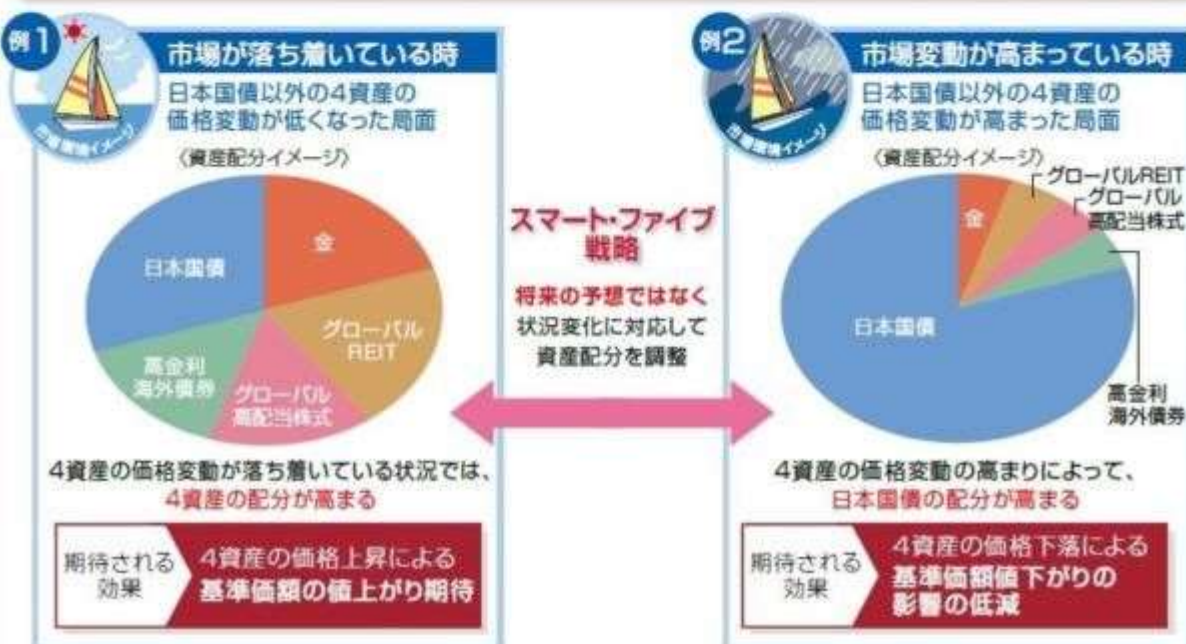 例1
市場が落ち着いている時
日本国債以外の4資産の
価格変動が低くなった局面
市場環境イメージ
〈資産配分イメージ〉
金
グローバル
REIT
グローバル
高配当株式
高金利
海外債券
日本国債
4資産の価格変動が落ち着いている状況では、
4資産の配分が高まる
期待される
効果
4資産の価格上昇による
基準価額の値上がり期待
スマート・ファイブ
戦略
将来の予想ではなく
状況変化に対応して
資産配分を調整
例2
市場変動が高まっている時
日本国債以外の4資産の
価格変動が高まった局面
市場環境イメージ
〈資産配分イメージ〉
金
グローバルREIT
グローバル
高配当株式
高金利
海外債券
日本国債
4資産の価格変動の高まりによって、
日本国債の配分が高まる
期待される
効果
4資産の価格下落による
基準価額値下がりの
影響の低減